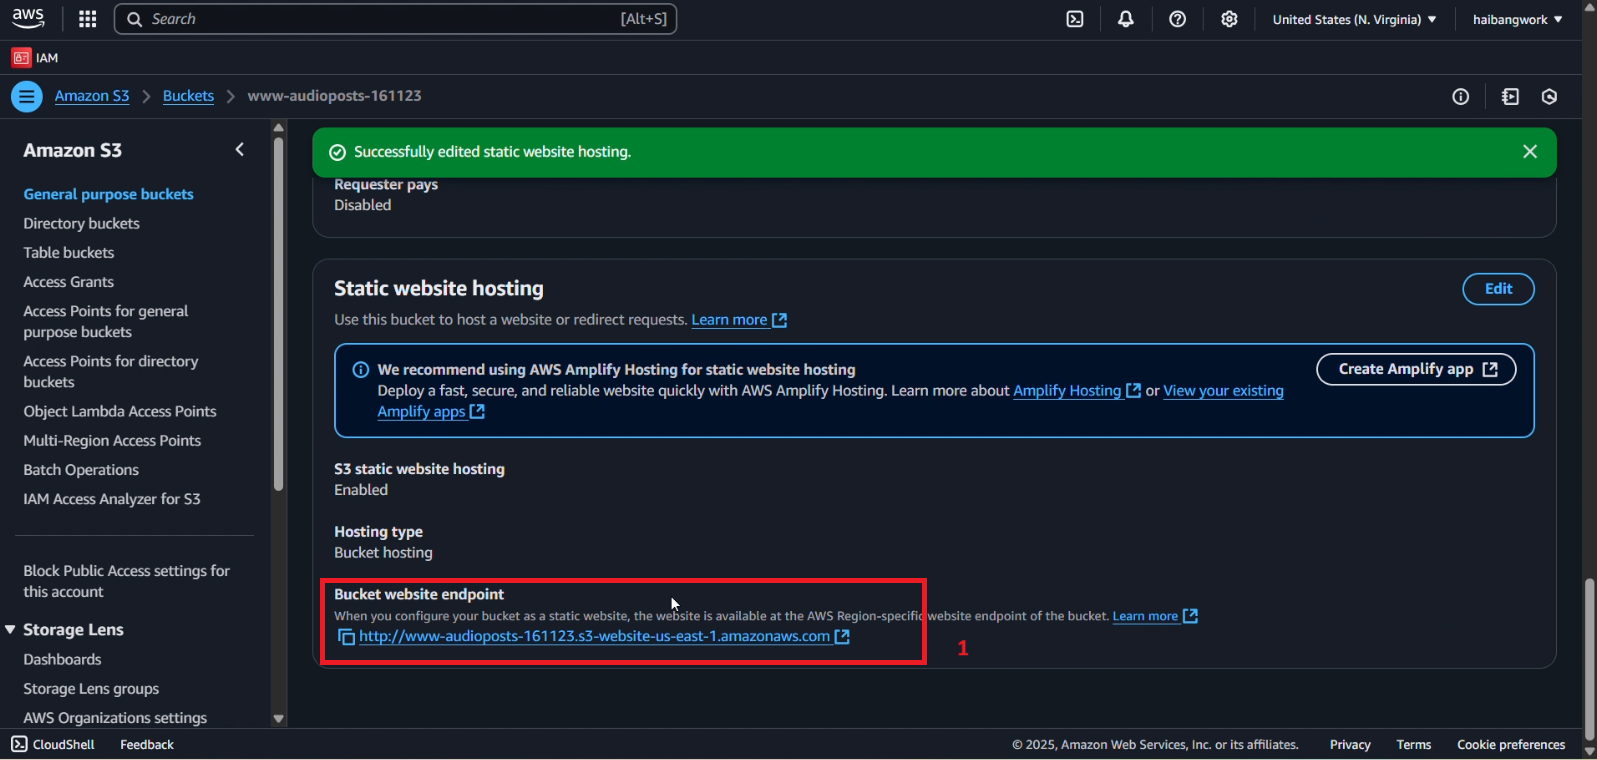 aws
Search [Alt+S]
United States (N. Virginia)
haibangwork
IAM
Amazon S3
Buckets
www-audioposts-161123
Amazon S3
General purpose buckets
Directory buckets
Table buckets
Access Grants
Access Points for general
purpose buckets
Access Points for directory
buckets
Object Lambda Access Points
Multi-Region Access Points
Batch Operations
IAM Access Analyzer for S3
Block Public Access settings for
this account
Storage Lens
Dashboards
Storage Lens groups
AWS Organizations settings
Successfully edited static website hosting.
Requester pays
Disabled
Static website hosting
Edit
Use this bucket to host a website or redirect requests. Learn more
We recommend using AWS Amplify Hosting for static website hosting
Deploy a fast, secure, and reliable website quickly with AWS Amplify Hosting. Learn more about Amplify Hosting or View your existing
Amplify apps
Create Amplify app
S3 static website hosting
Enabled
Hosting type
Bucket hosting
Bucket website endpoint
When you configure your bucket as a static website, the website is available at the AWS Region-specific website endpoint of the bucket. Learn more
http://www-audioposts-161123.s3-website-us-east-1.amazonaws.com
1
CloudShell
Feedback
© 2025, Amazon Web Services, Inc. or its affiliates.
Privacy
Terms
Cookie preferences